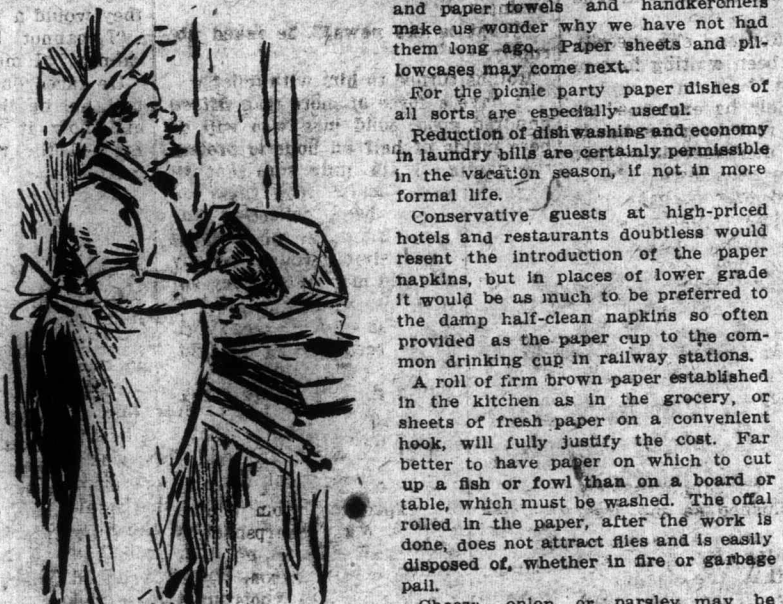 and paper towels and handkerchiefs
make us wonder why we have not had
them long ago. Paper sheets and pil-
lowcases may come next.
For the picnic party paper dishes of
all sorts are especially useful.
Reduction of dishwashing and economy
in laundry bills are certainly permissible
in the vacation season, if not in more
formal life.
Conservative guests at high-priced
hotels and restaurants doubtless would
resent the introduction of the paper
napkins, but in places of lower grade
it would be as much to be preferred to
the damp half-clean napkins so often
provided as the paper cup to the com-
mon drinking cup in railway stations.
A roll of firm brown paper established
in the kitchen as in the grocery, or
sheets of fresh paper on a convenient
hook, will fully justify the cost. Far
better to have paper on which to cut
up a fish or fowl than on a board or
table, which must be washed. The offal
rolled in the paper, after the work is
done, does not attract flies and is easily
disposed of, whether in fire or garbage
pail.
onion or parsley may be